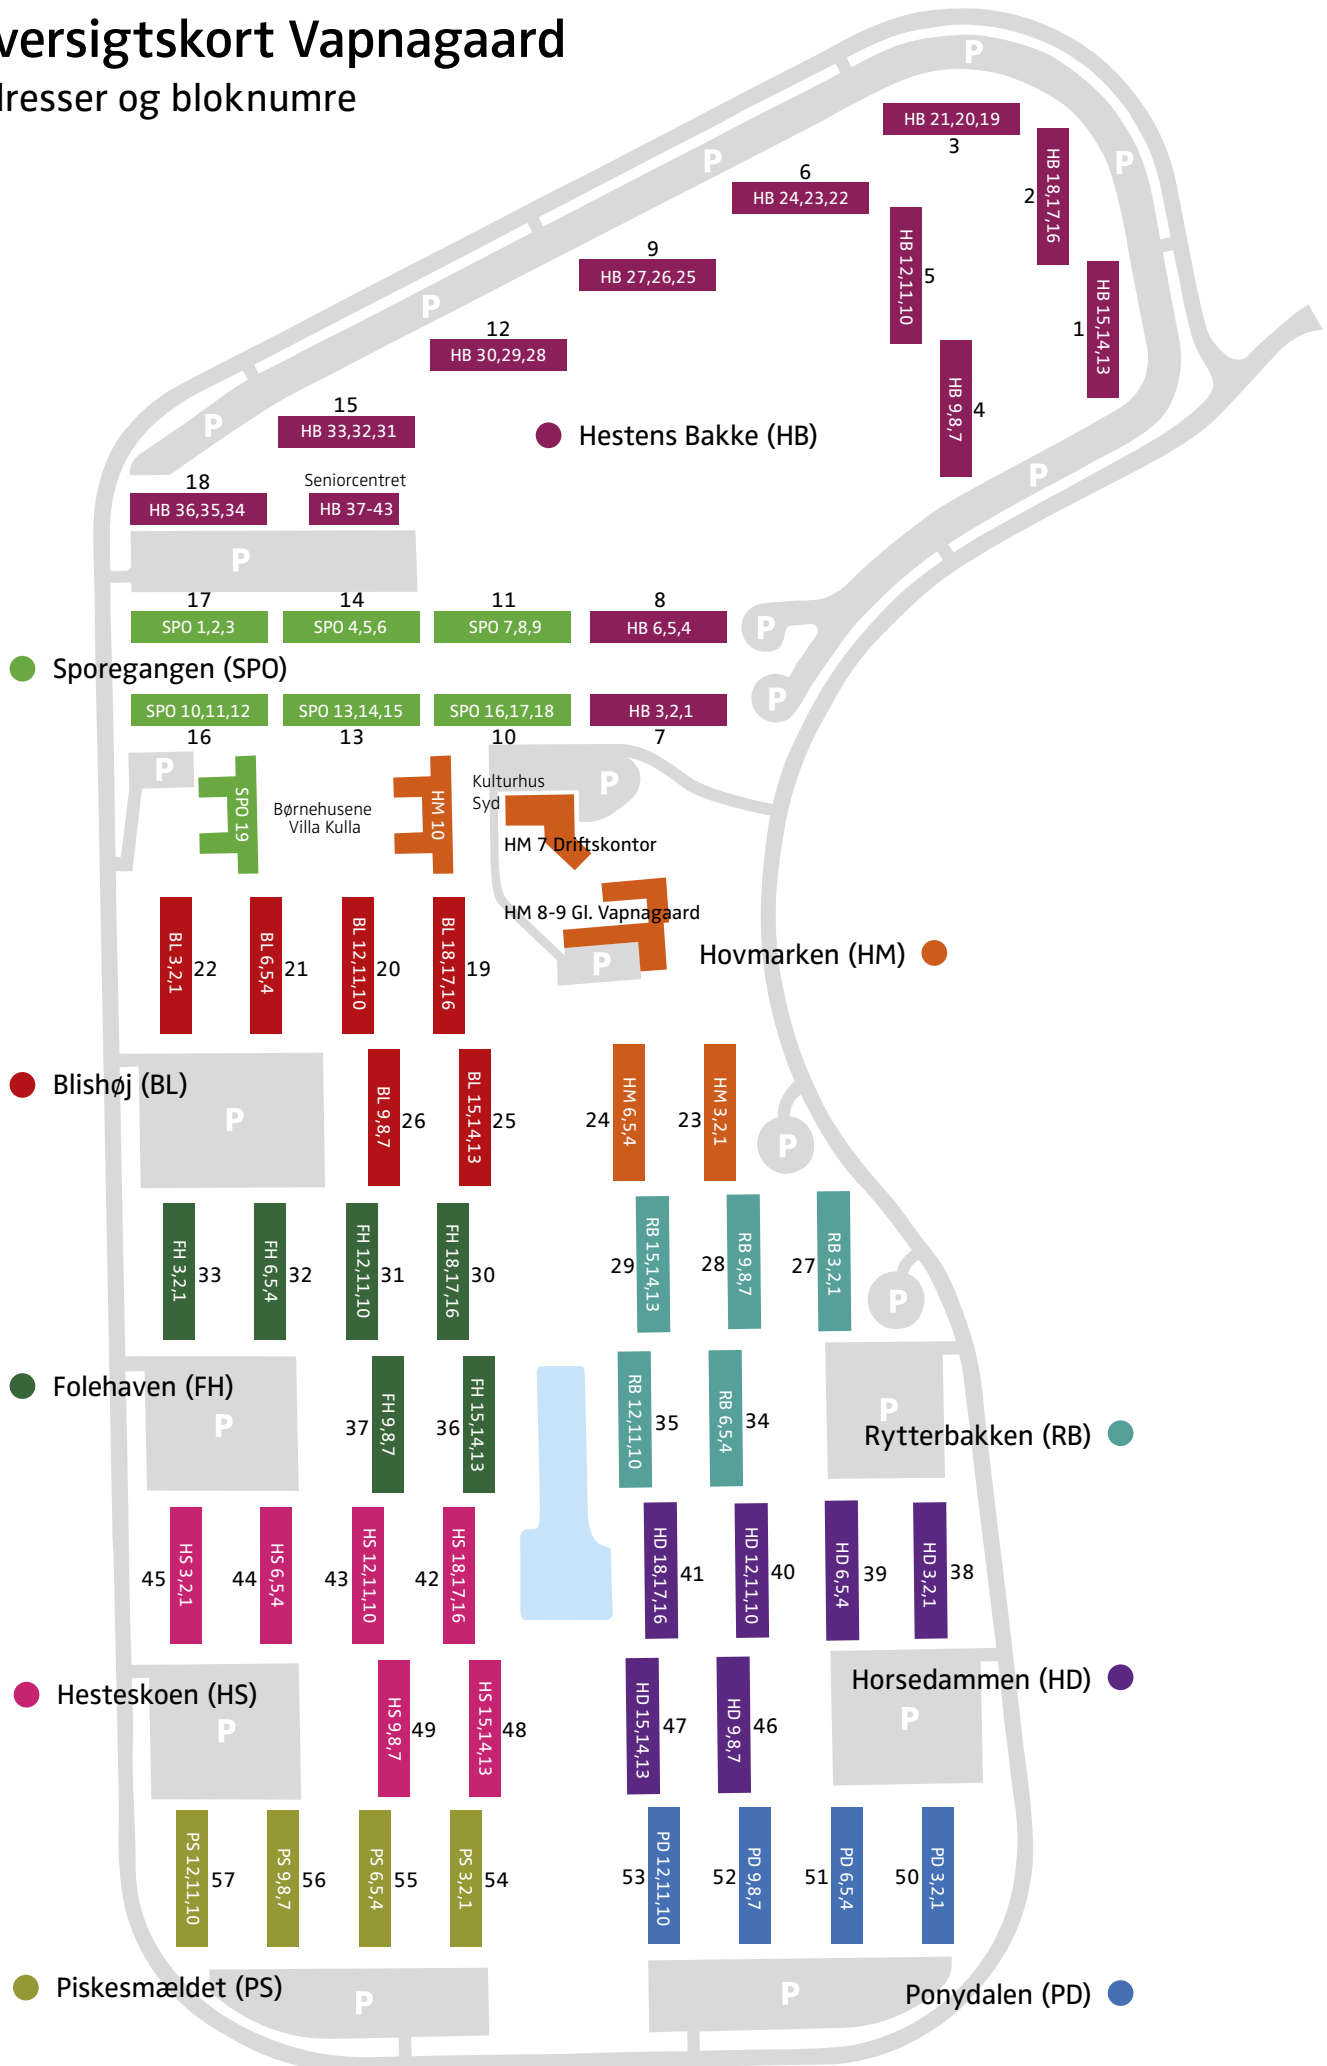 versigtskort Vapnagaard
dresser og bloknumre
P
HB 21,20,19
3
P
P
HB 18,17,16
2
6
HB 24,23,22
HB 12,11,10
5
9
HB 27,26,25
HB 15,14,13
1
P
12
HB 30,29,28
HB 9,8,7
4
15
HB 33,32,31
P
Hestens Bakke (HB)
P
18
HB 36,35,34
Seniorcentret
HB 37-43
P
17
SPO 1,2,3
14
SPO 4,5,6
11
SPO 7,8,9
8
HB 6,5,4
P
Sporegangen (SPO)
P
SPO 10,11,12
16
SPO 13,14,15
13
SPO 16,17,18
10
HB 3,2,1
7
P
SPO 19
Børnehusene
Villa Kulla
HM 10
Kulturhus
Syd
P
HM 7 Driftskontor
HM 8-9 Gl. Vapnagaard
P
Hovmarken (HM)
BL 3,2,1
22
BL 6,5,4
21
BL 12,11,10
20
BL 18,17,16
19
Blishøj (BL)
P
BL 9,8,7
26
BL 15,14,13
25
24
HM 6,5,4
23
HM 3,2,1
P
FH 3,2,1
33
FH 6,5,4
32
FH 12,11,10
31
FH 18,17,16
30
29
RB 15,14,13
28
RB 9,8,7
27
RB 3,2,1
P
Folehaven (FH)
P
37
FH 9,8,7
36
FH 15,14,13
RB 12,11,10
35
RB 6,5,4
34
P
Rytterbakken (RB)
45
HS 3,2,1
44
HS 6,5,4
43
HS 12,11,10
42
HS 18,17,16
HD 18,17,16
41
HD 12,11,10
40
HD 6,5,4
39
HD 3,2,1
38
Hesteskoen (HS)
P
HS 9,8,7
49
HS 15,14,13
48
HD 15,14,13
47
HD 9,8,7
46
Horsedammen (HD)
P
PS 12,11,10
57
PS 9,8,7
56
PS 6,5,4
55
PS 3,2,1
54
53
PD 12,11,10
52
PD 9,8,7
51
PD 6,5,4
50
PD 3,2,1
Piskesmældet (PS)
P
P
Ponydalen (PD)